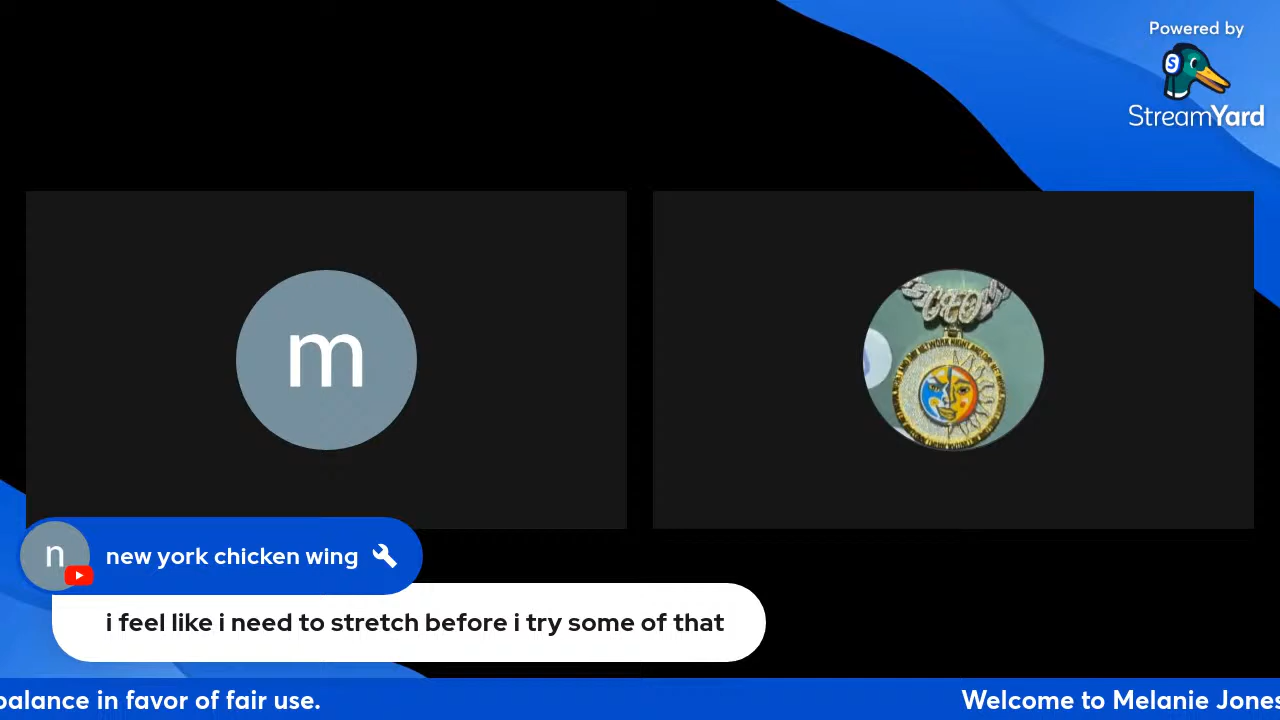 Powered by
S
StreamYard
m
CEO
n
new york chicken wing
i feel like i need to stretch before i try some of that
balance in favor of fair use.
Welcome to Melanie Jones